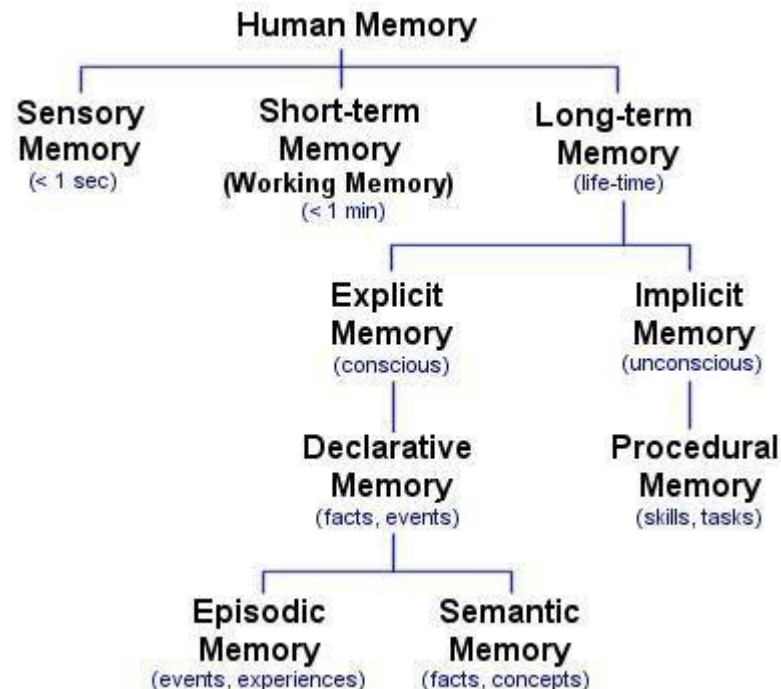 Human Memory
Sensory
Memory
(< 1 sec)
Short-term
Memory
(Working Memory)
(< 1 min)
Long-term
Memory
(life-time)
Explicit
Memory
(conscious)
Implicit
Memory
(unconscious)
Declarative
Memory
(facts, events)
Procedural
Memory
(skills, tasks)
Episodic
Memory
(events, experiences)
Semantic
Memory
(facts, concepts)